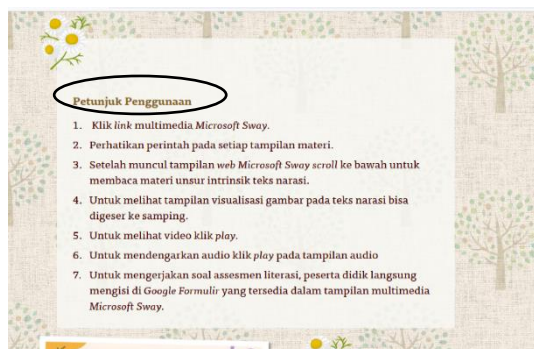 Petunjuk Penggunaan
1. Klik link multimedia Microsoft Sway.
2. Perhatikan perintah pada setiap tampilan materi.
3. Setelah muncul tampilan web Microsoft Sway scroll ke bawah untuk
membaca materi unsur intrinsik teks narasi.
4. Untuk melihat tampilan visualisasi gambar pada teks narasi bisa
digeser ke samping.
5. Untuk melihat video klik play.
6. Untuk mendengarkan audio klik play pada tampilan audio
7. Untuk mengerjakan soal assesmen literasi, peserta didik langsung
mengisi di Google Formulir yang tersedia dalam tampilan multimedia
Microsoft Sway.